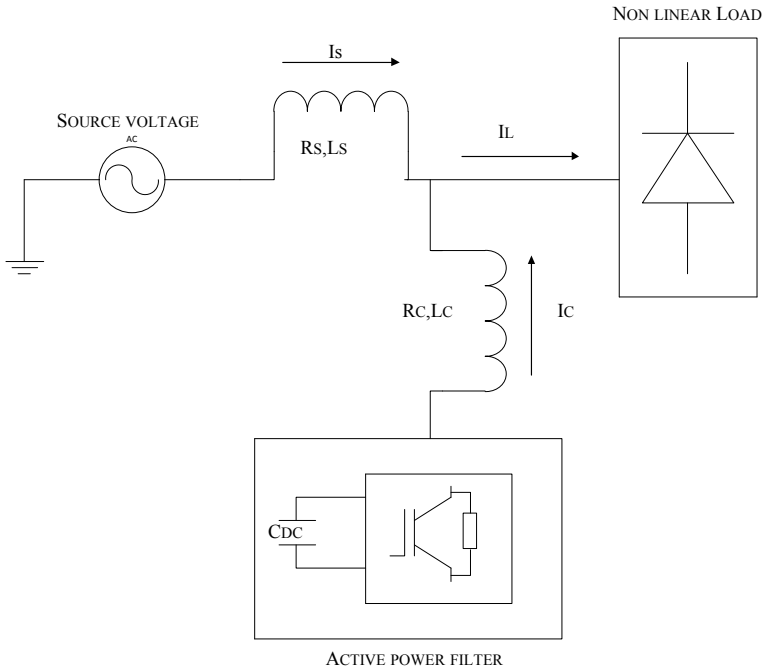 NON LINEAR LOAD
IS
SOURCE VOLTAGE
AC
RS,LS
IL
RC,LC
IC
CDC
ACTIVE POWER FILTER